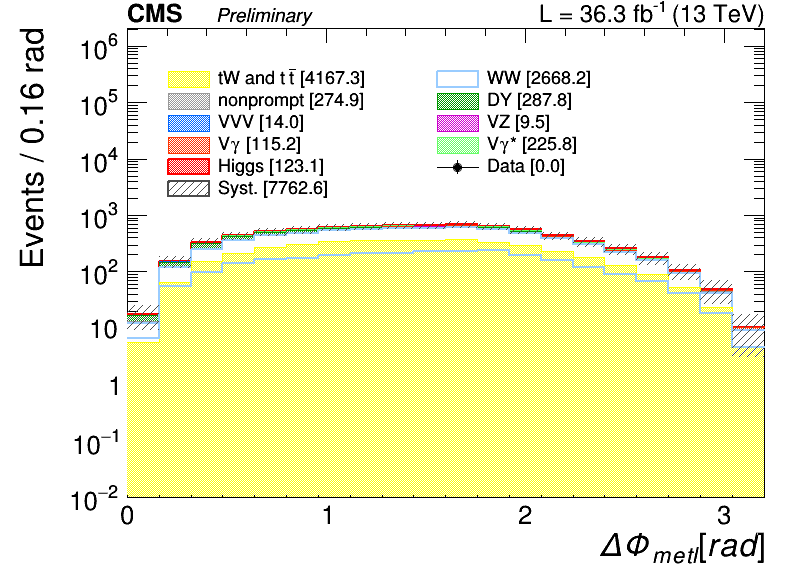 CMS Preliminary L = 36.3 fb⁻¹ (13 TeV)
Events / 0.16 rad
10⁶
10⁵
10⁴
10³
10²
10
1
10⁻¹
10⁻²
tW and t t̄ [4167.3]
WW [2668.2]
nonprompt [274.9]
DY [287.8]
VVV [14.0]
VZ [9.5]
Vγ [115.2]
Vγ* [225.8]
Higgs [123.1]
Data [0.0]
Syst. [7762.6]
0 1 2 3
ΔΦ metl[rad]